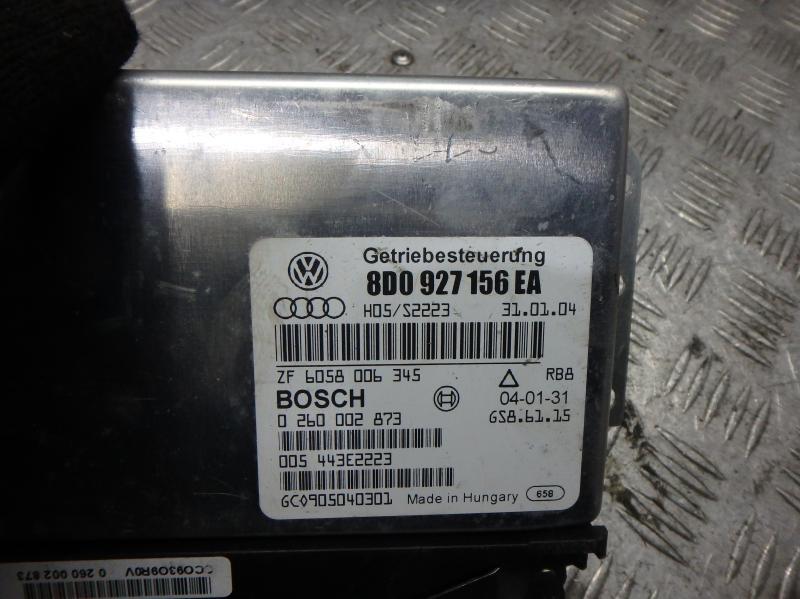 Getriebesteuerung
8D0 927 156 EA
H05/S2223 31.01.04
ZF 6058 006 345 RB8
BOSCH 04-01-31
0 260 002 873 GS8.61.15
005 443E2223
GC0905040301 Made in Hungary 658
0 260 002 873